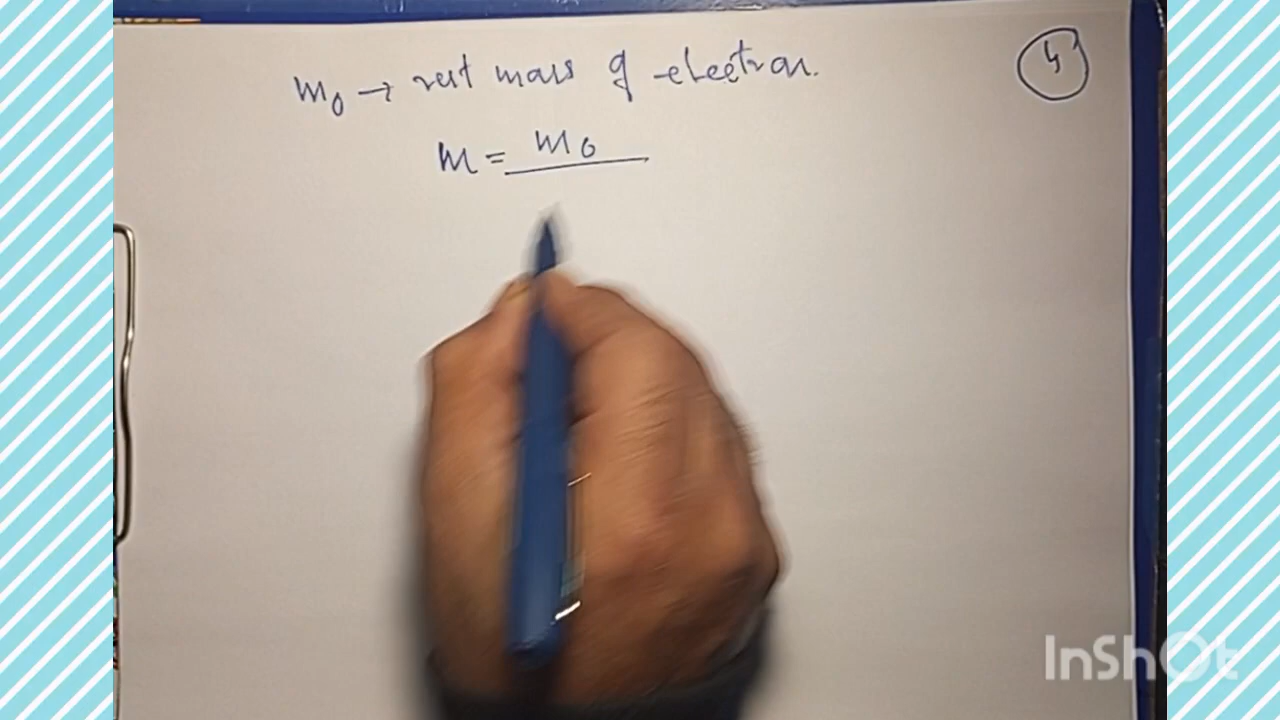 m₀ → rest mass of electron.
4
m = m₀
InShOt